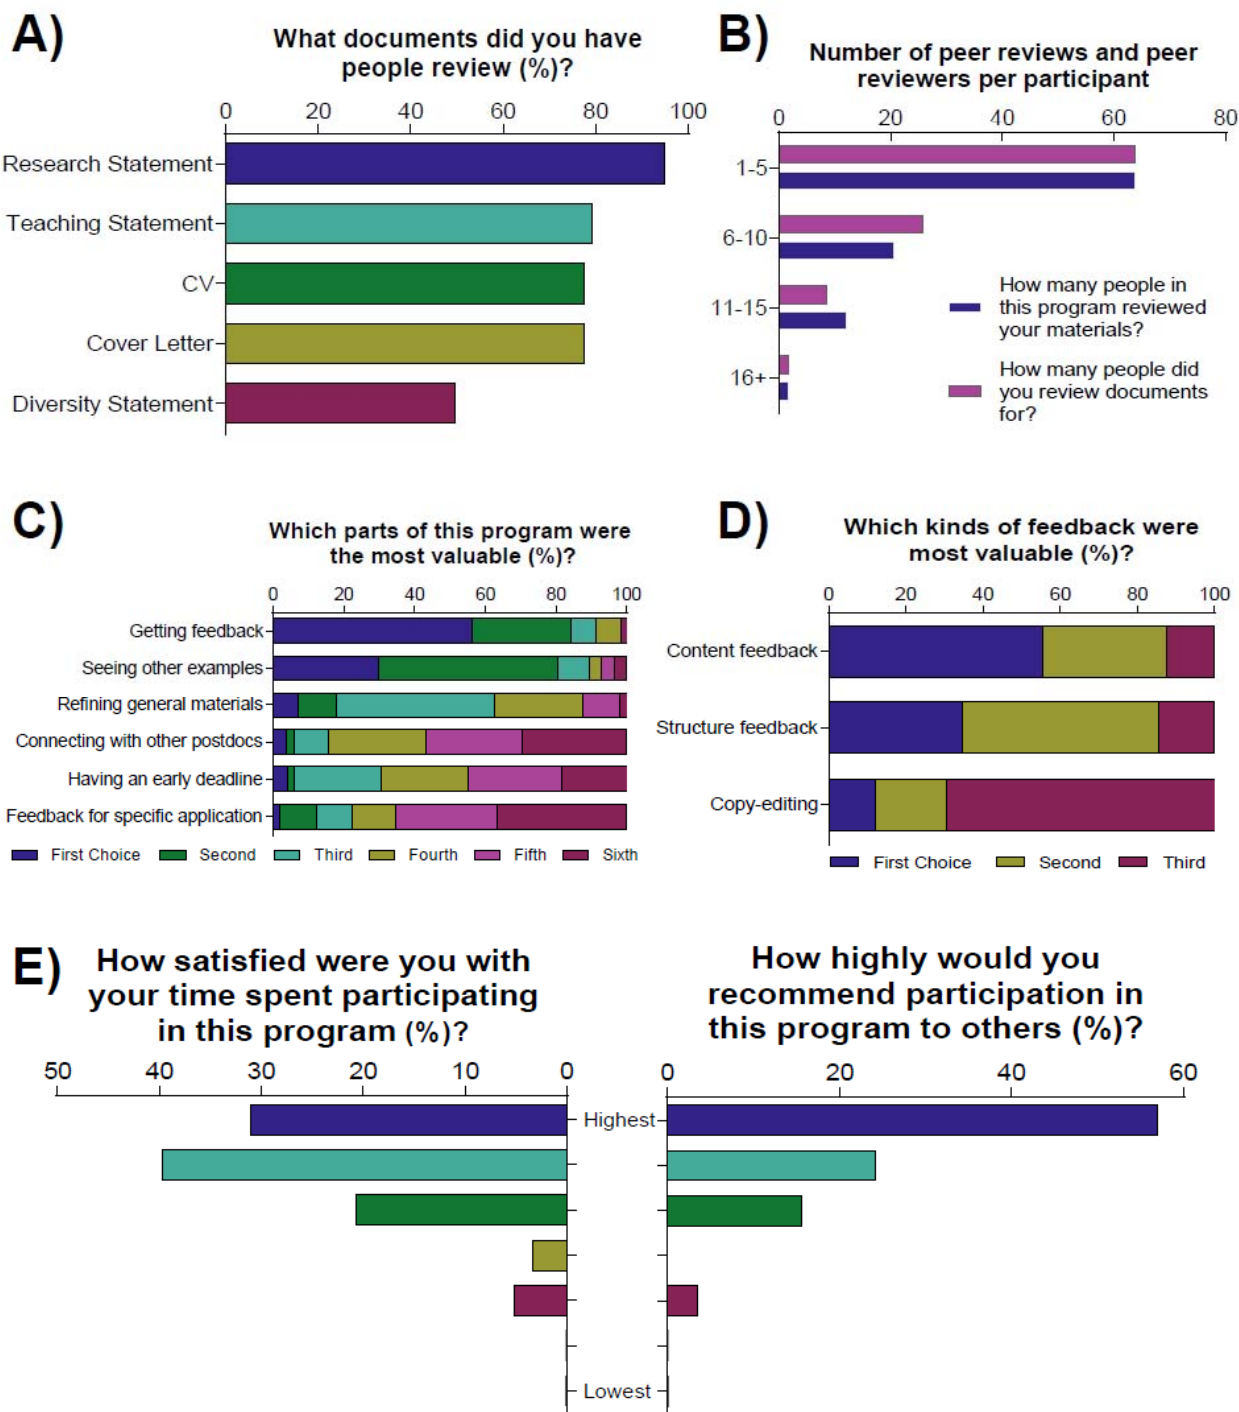 A)
What documents did you have
people review (%)?
0 20 40 60 80 100
Research Statement
Teaching Statement
CV
Cover Letter
Diversity Statement
B)
Number of peer reviews and peer
reviewers per participant
0 20 40 60 80
1-5
6-10
11-15
16+
How many people in
this program reviewed
your materials?
How many people did
you review documents
for?
C)
Which parts of this program were
the most valuable (%)?
0 20 40 60 80 100
Getting feedback
Seeing other examples
Refining general materials
Connecting with other postdocs
Having an early deadline
Feedback for specific application
First Choice Second Third Fourth Fifth Sixth
D)
Which kinds of feedback were
most valuable (%)?
0 20 40 60 80 100
Content feedback
Structure feedback
Copy-editing
First Choice Second Third
E)
How satisfied were you with
your time spent participating
in this program (%)?
50 40 30 20 10 0
How highly would you
recommend participation in
this program to others (%)?
0 20 40 60
Highest
Lowest